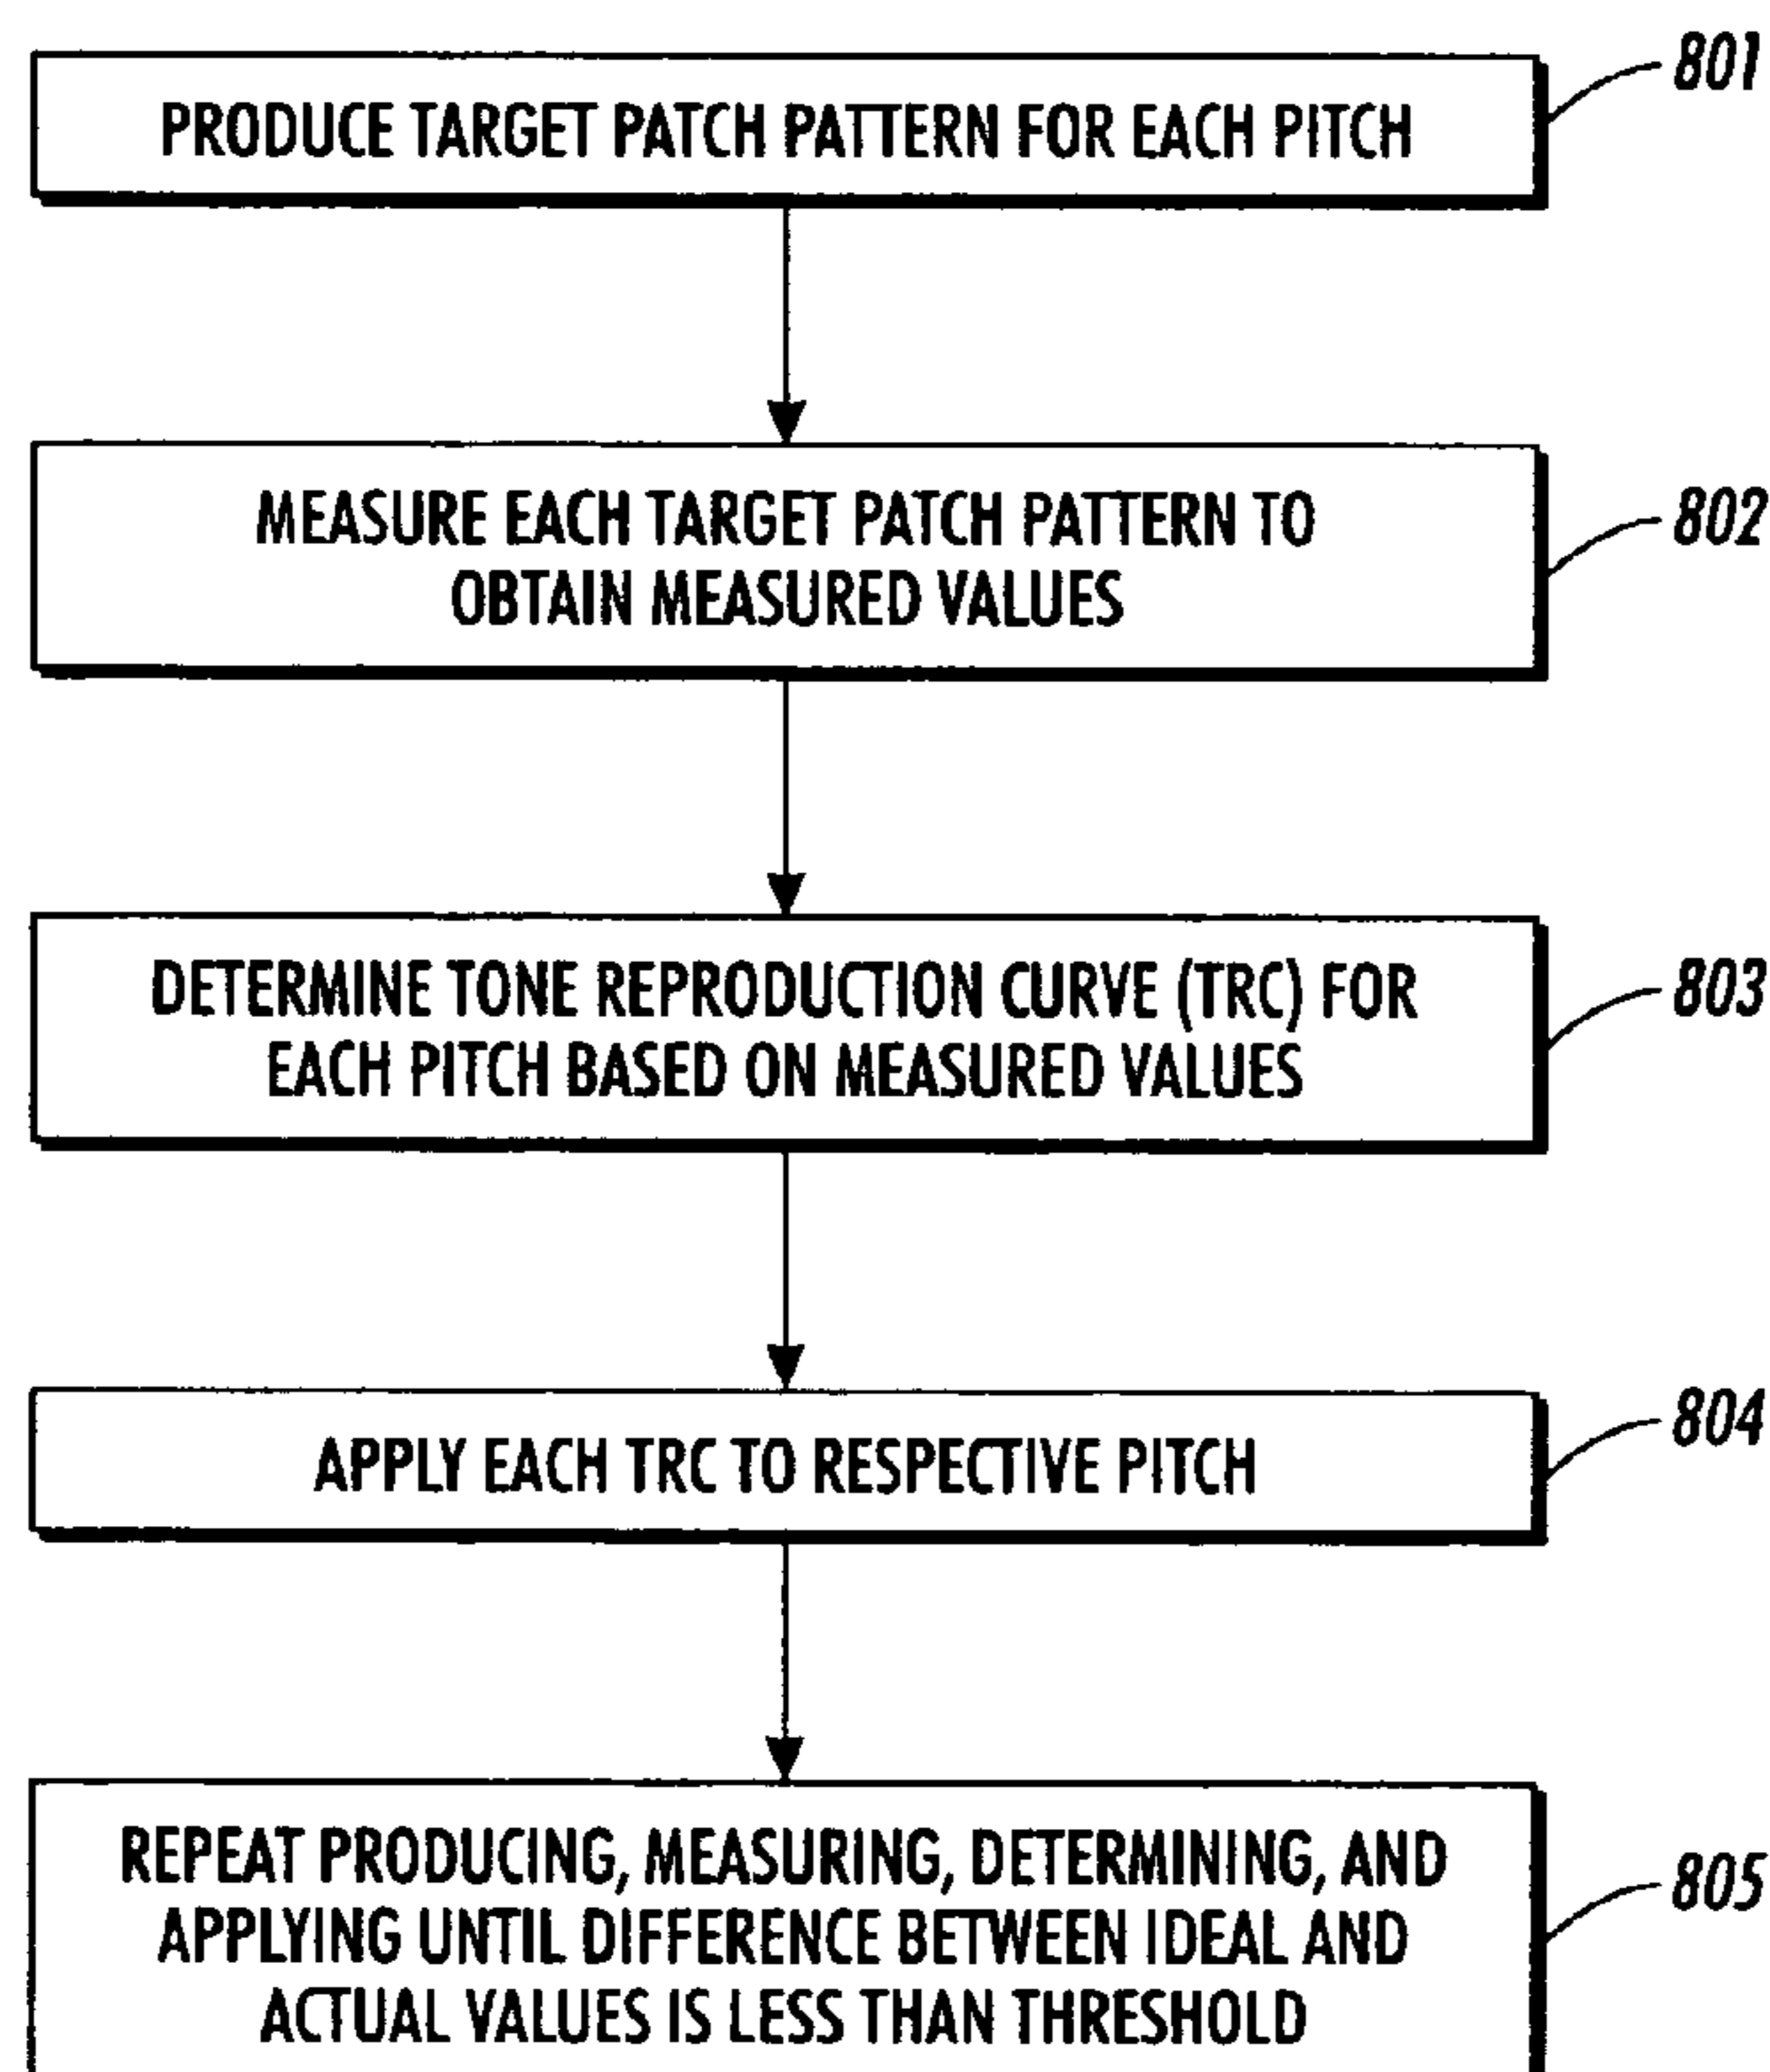 PRODUCE TARGET PATCH PATTERN FOR EACH PITCH
801
MEASURE EACH TARGET PATCH PATTERN TO
OBTAIN MEASURED VALUES
802
DETERMINE TONE REPRODUCTION CURVE (TRC) FOR
EACH PITCH BASED ON MEASURED VALUES
803
APPLY EACH TRC TO RESPECTIVE PITCH
804
REPEAT PRODUCING, MEASURING, DETERMINING, AND
APPLYING UNTIL DIFFERENCE BETWEEN IDEAL AND
ACTUAL VALUES IS LESS THAN THRESHOLD
805